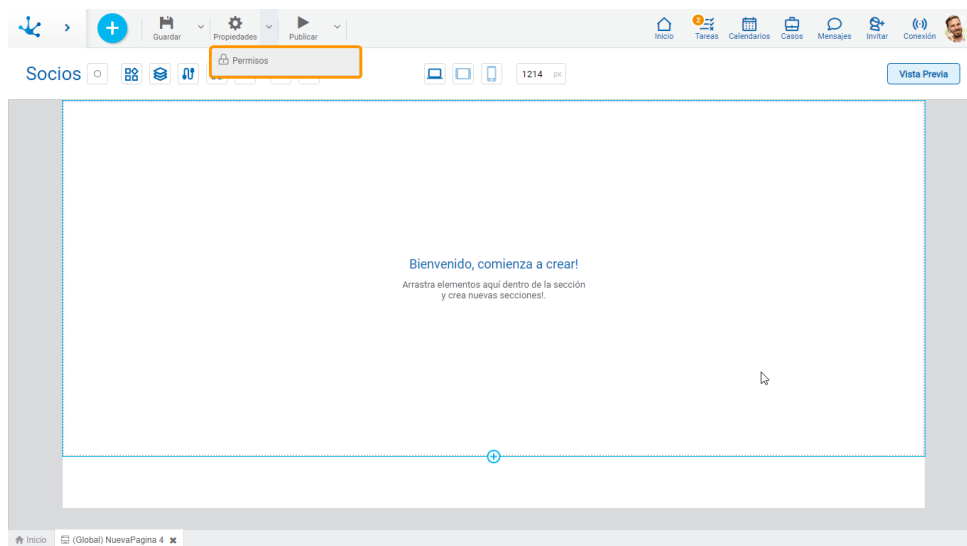 Guardar
Propiedades
Publicar
Inicio
2
Tareas
Calendarios
Casos
Mensajes
Invitar
Conexión
Permisos
Socios
1214 px
Vista Previa
Bienvenido, comienza a crear!
Arrastra elementos aquí dentro de la sección
y crea nuevas secciones!.
Inicio
(Global) NuevaPagina 4